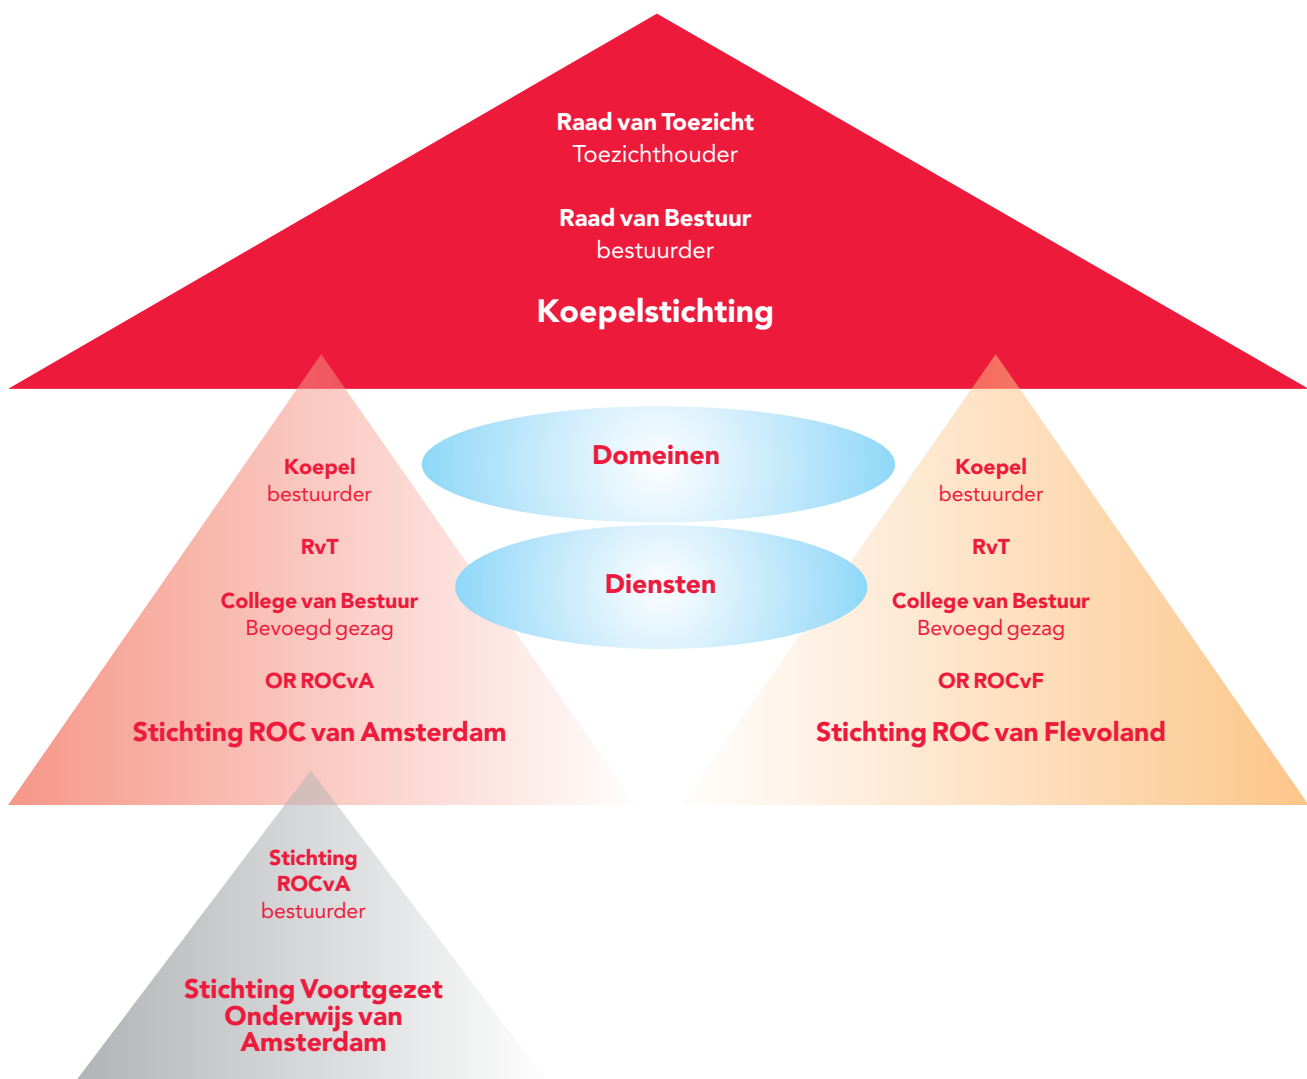 Raad van Toezicht
Toezichthouder
Raad van Bestuur
bestuurder
Koepelstichting
Domeinen
Diensten
Koepel
bestuurder
RvT
College van Bestuur
Bevoegd gezag
OR ROCvA
Stichting ROC van Amsterdam
Koepel
bestuurder
RvT
College van Bestuur
Bevoegd gezag
OR ROCvF
Stichting ROC van Flevoland
Stichting
ROCvA
bestuurder
Stichting Voortgezet
Onderwijs van
Amsterdam